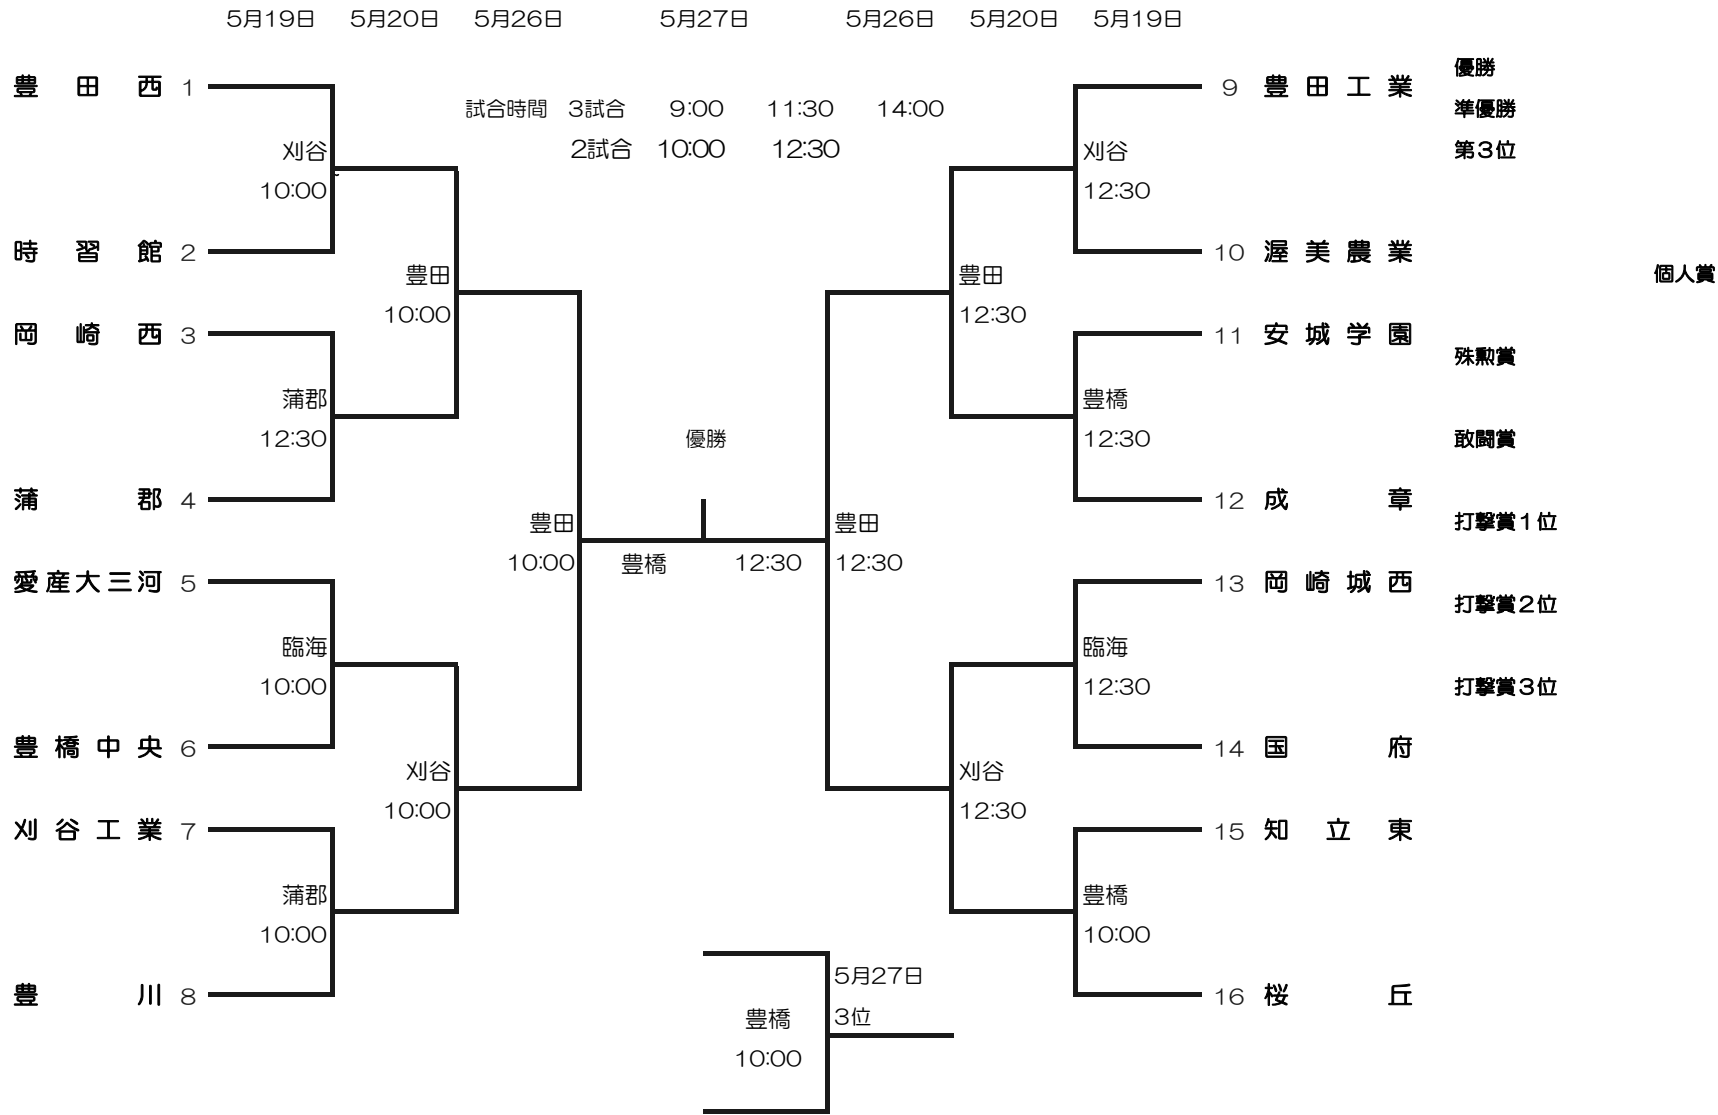 5月19日 5月20日 5月26日 5月27日 5月26日 5月20日 5月19日
優勝
豊田西 1 9 豊田工業
試合時間 3試合 9:00 11:30 14:00
準優勝
2試合 10:00 12:30
刈谷 刈谷 第3位
10:00 12:30
時習館 2 10 渥美農業
豊田 豊田 個人賞
10:00 12:30
岡崎西 3 11 安城学園
殊勲賞
蒲郡 豊橋
12:30 優勝 12:30 敢闘賞
蒲郡 4 12 成章
豊田 豊田 打撃賞1位
10:00 豊橋 12:30 12:30
愛産大三河 5 13 岡崎城西
打撃賞2位
臨海 臨海
10:00 12:30 打撃賞3位
豊橋中央 6 14 国府
刈谷 刈谷
10:00 12:30
刈谷工業 7 15 知立東
蒲郡 豊橋
10:00 10:00
5月27日
豊川 8 16 桜丘
豊橋 3位
10:00